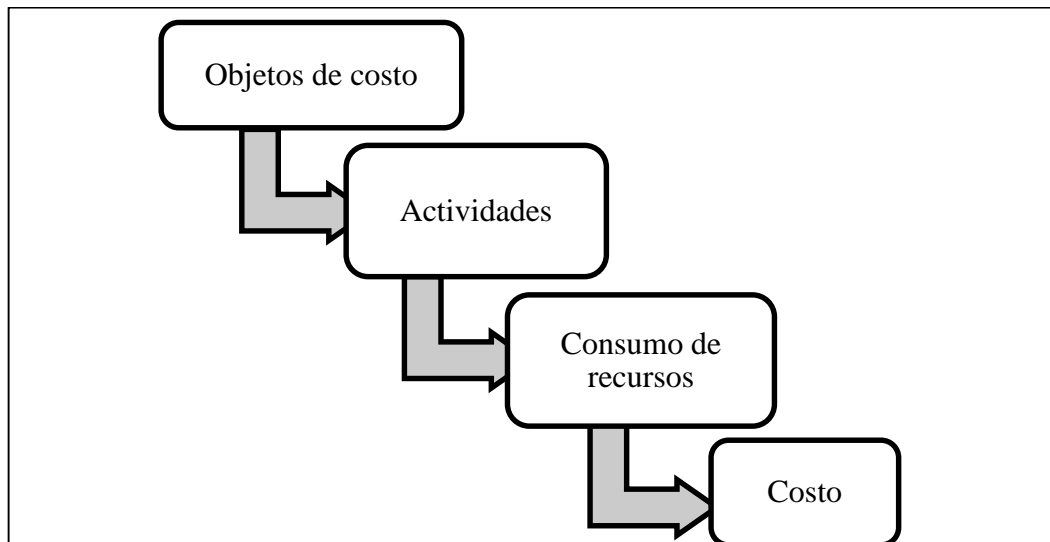 Objetos de costo
Actividades
Consumo de
recursos
Costo